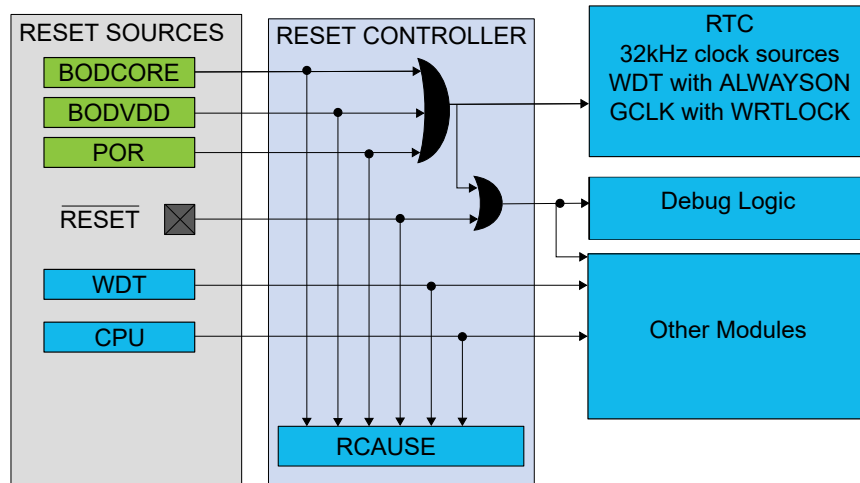 RESET SOURCES
BODCORE
BODVDD
POR
RESET
WDT
CPU
RESET CONTROLLER
RCAUSE
RTC
32kHz clock sources
WDT with ALWAYSON
GCLK with WRTLOCK
Debug Logic
Other Modules